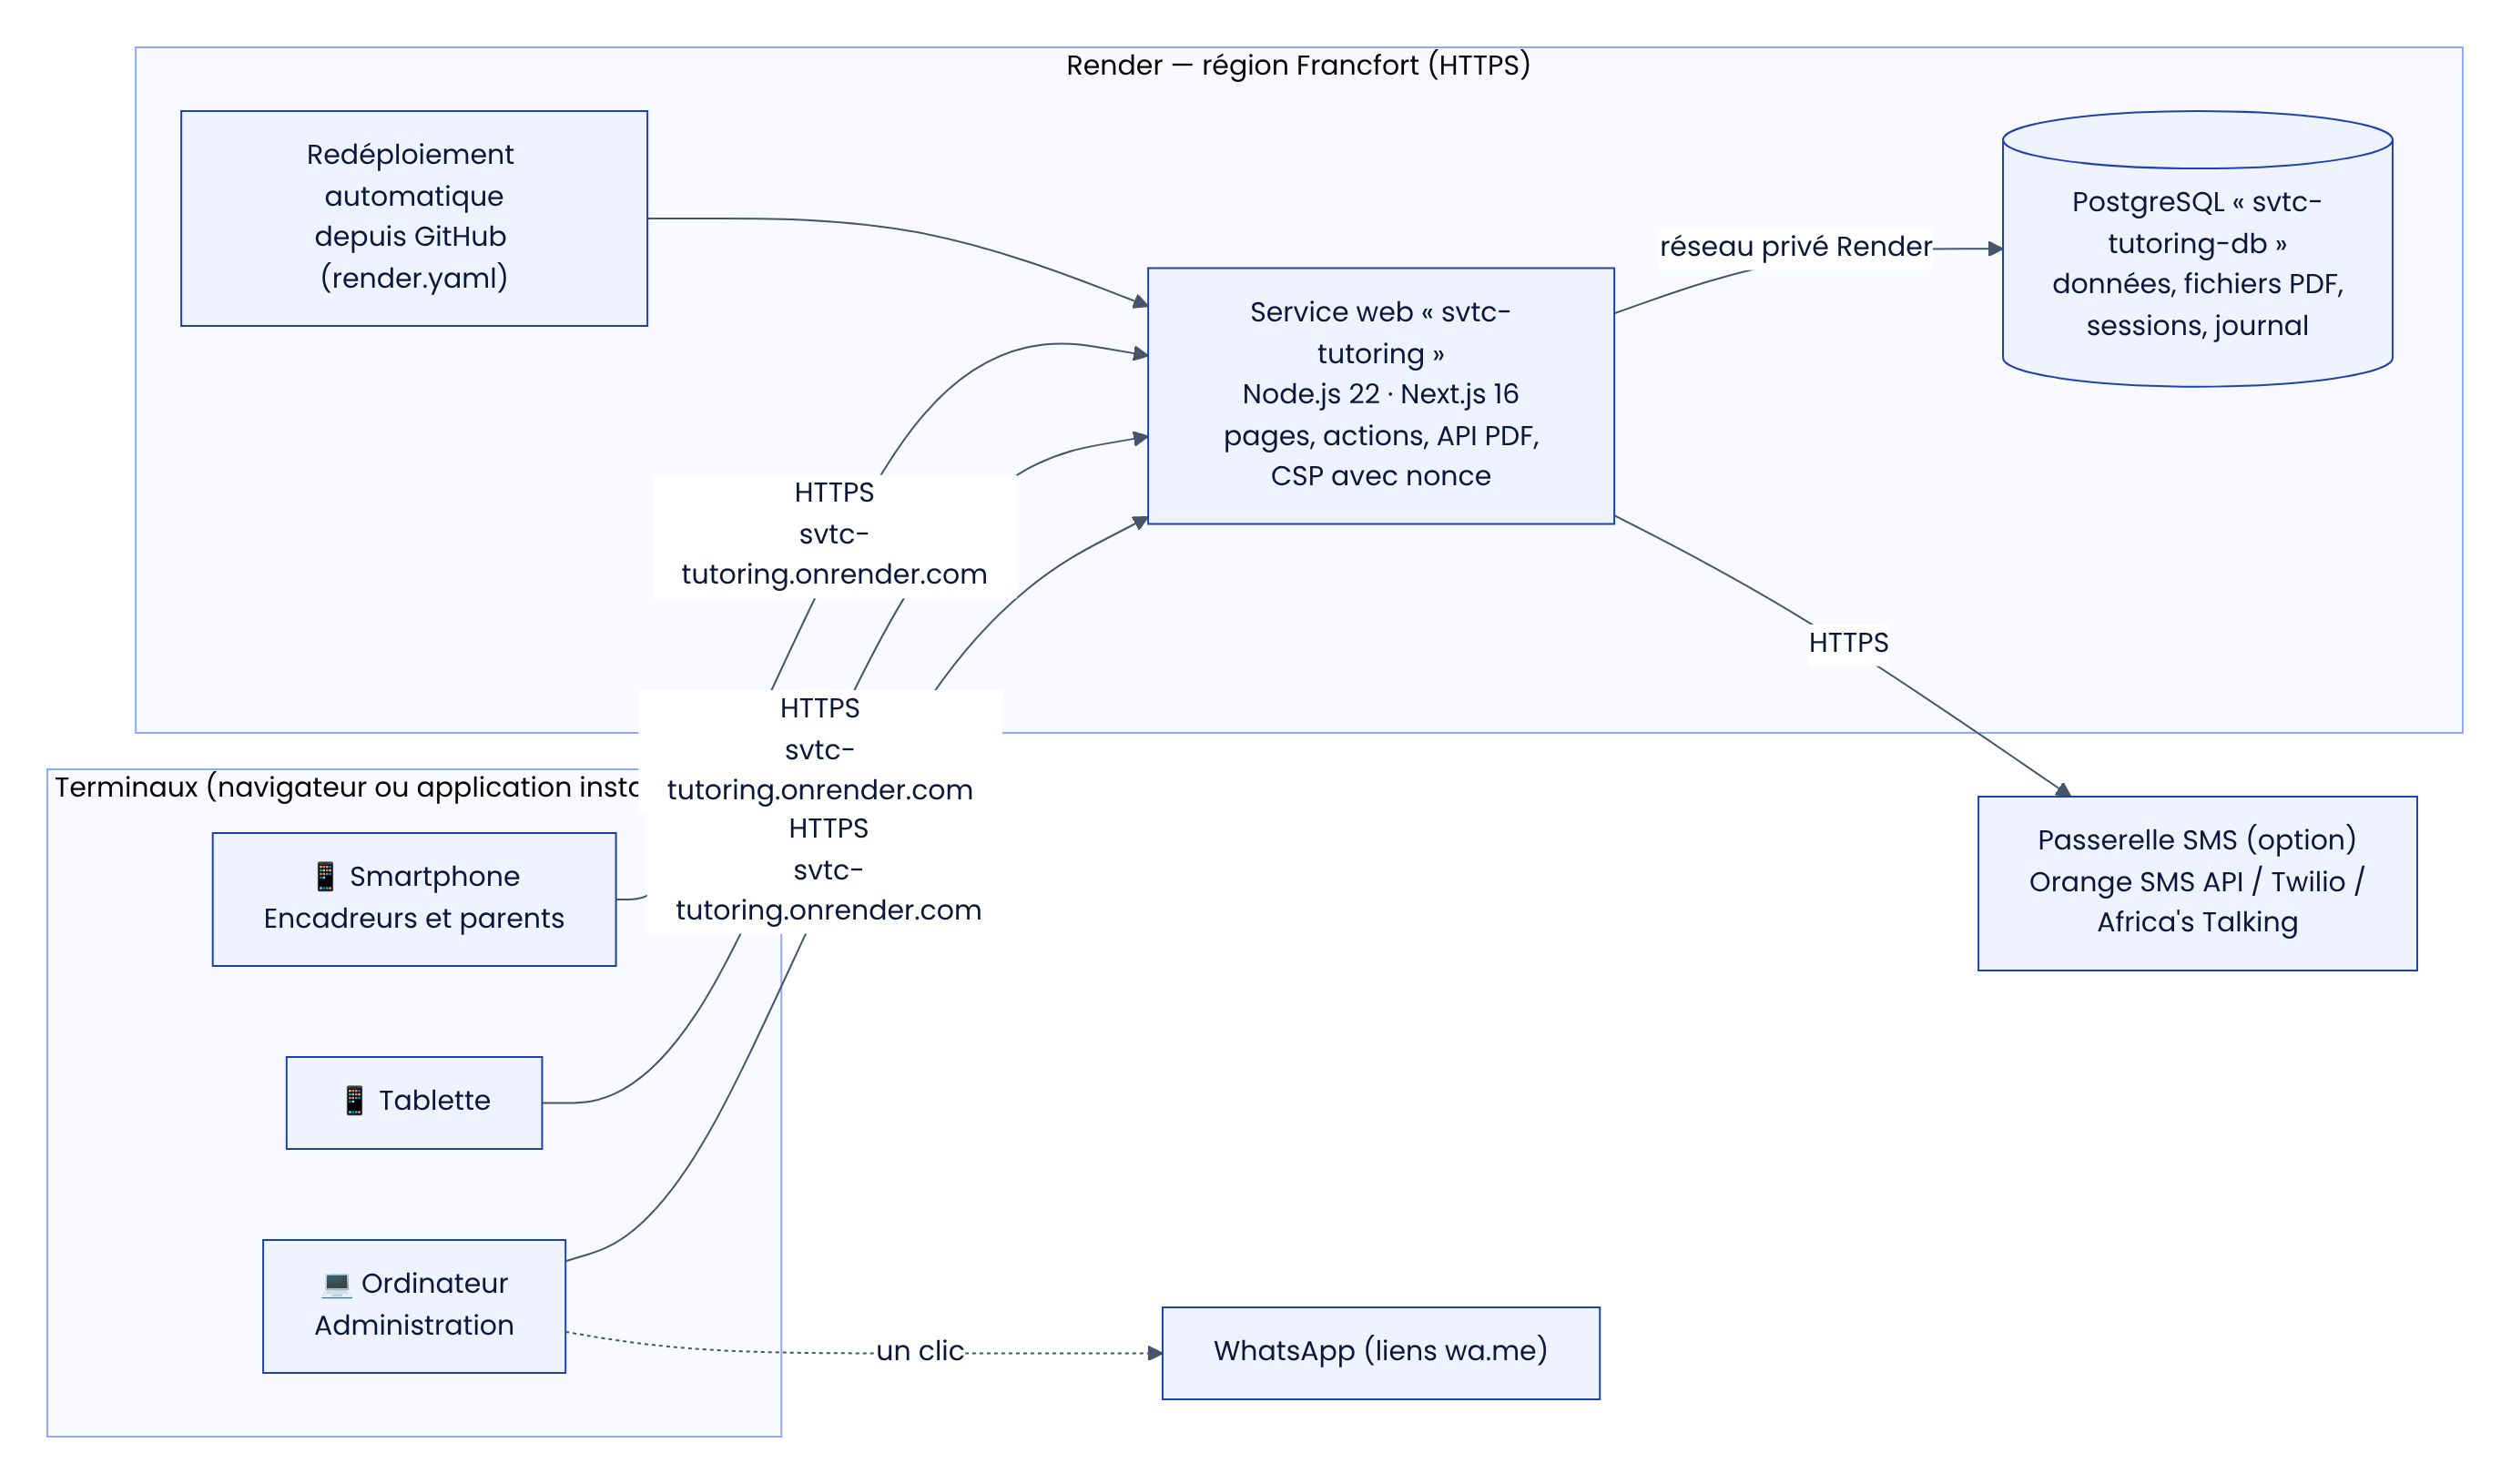 Render — région Francfort (HTTPS)
Redéploiement
automatique
depuis GitHub
(render.yaml)
Service web « svtc-
tutoring »
Node.js 22 · Next.js 16
pages, actions, API PDF,
CSP avec nonce
réseau privé Render
PostgreSQL « svtc-
tutoring-db »
données, fichiers PDF,
sessions, journal
HTTPS
svtc-
tutoring.onrender.com
HTTPS
HTTPS
svtc-
tutoring.onrender.com
Terminaux (navigateur ou application
HTTPS
svtc-
tutoring.onrender.com
📱 Smartphone
Encadreurs et parents
Passerelle SMS (option)
Orange SMS API / Twilio /
Africa's Talking
📱 Tablette
💻 Ordinateur
Administration
un clic
WhatsApp (liens wa.me)